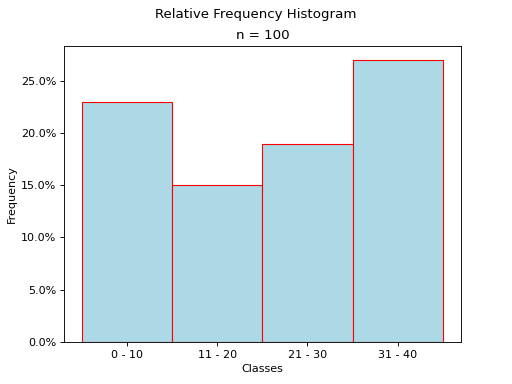 Relative Frequency Histogram
n = 100
25.0%
20.0%
15.0%
10.0%
5.0%
0.0%
Frequency
0 - 10
11 - 20
21 - 30
31 - 40
Classes